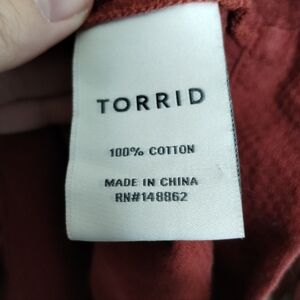 TORRID
100% COTTON
MADE IN CHINA
RN#148862